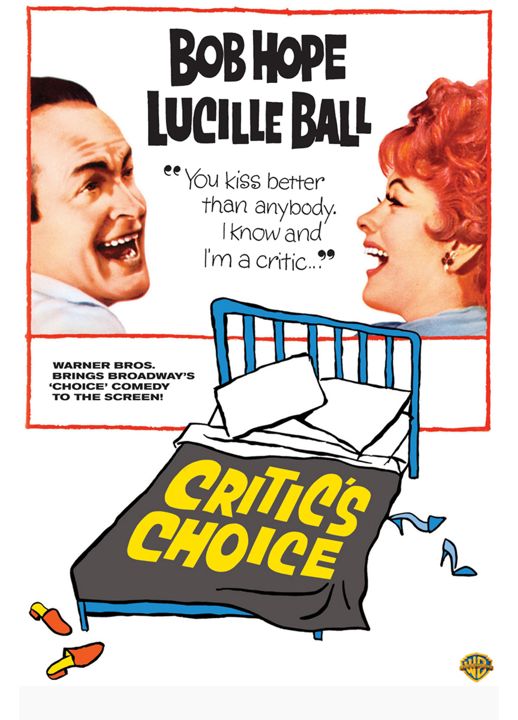 BOB HOPE
LUCILLE BALL
“You kiss better
than anybody.
I know and
I'm a critic...”
WARNER BROS.
BRINGS BROADWAY'S
'CHOICE' COMEDY
TO THE SCREEN!
CRITIC'S
CHOICE
WB